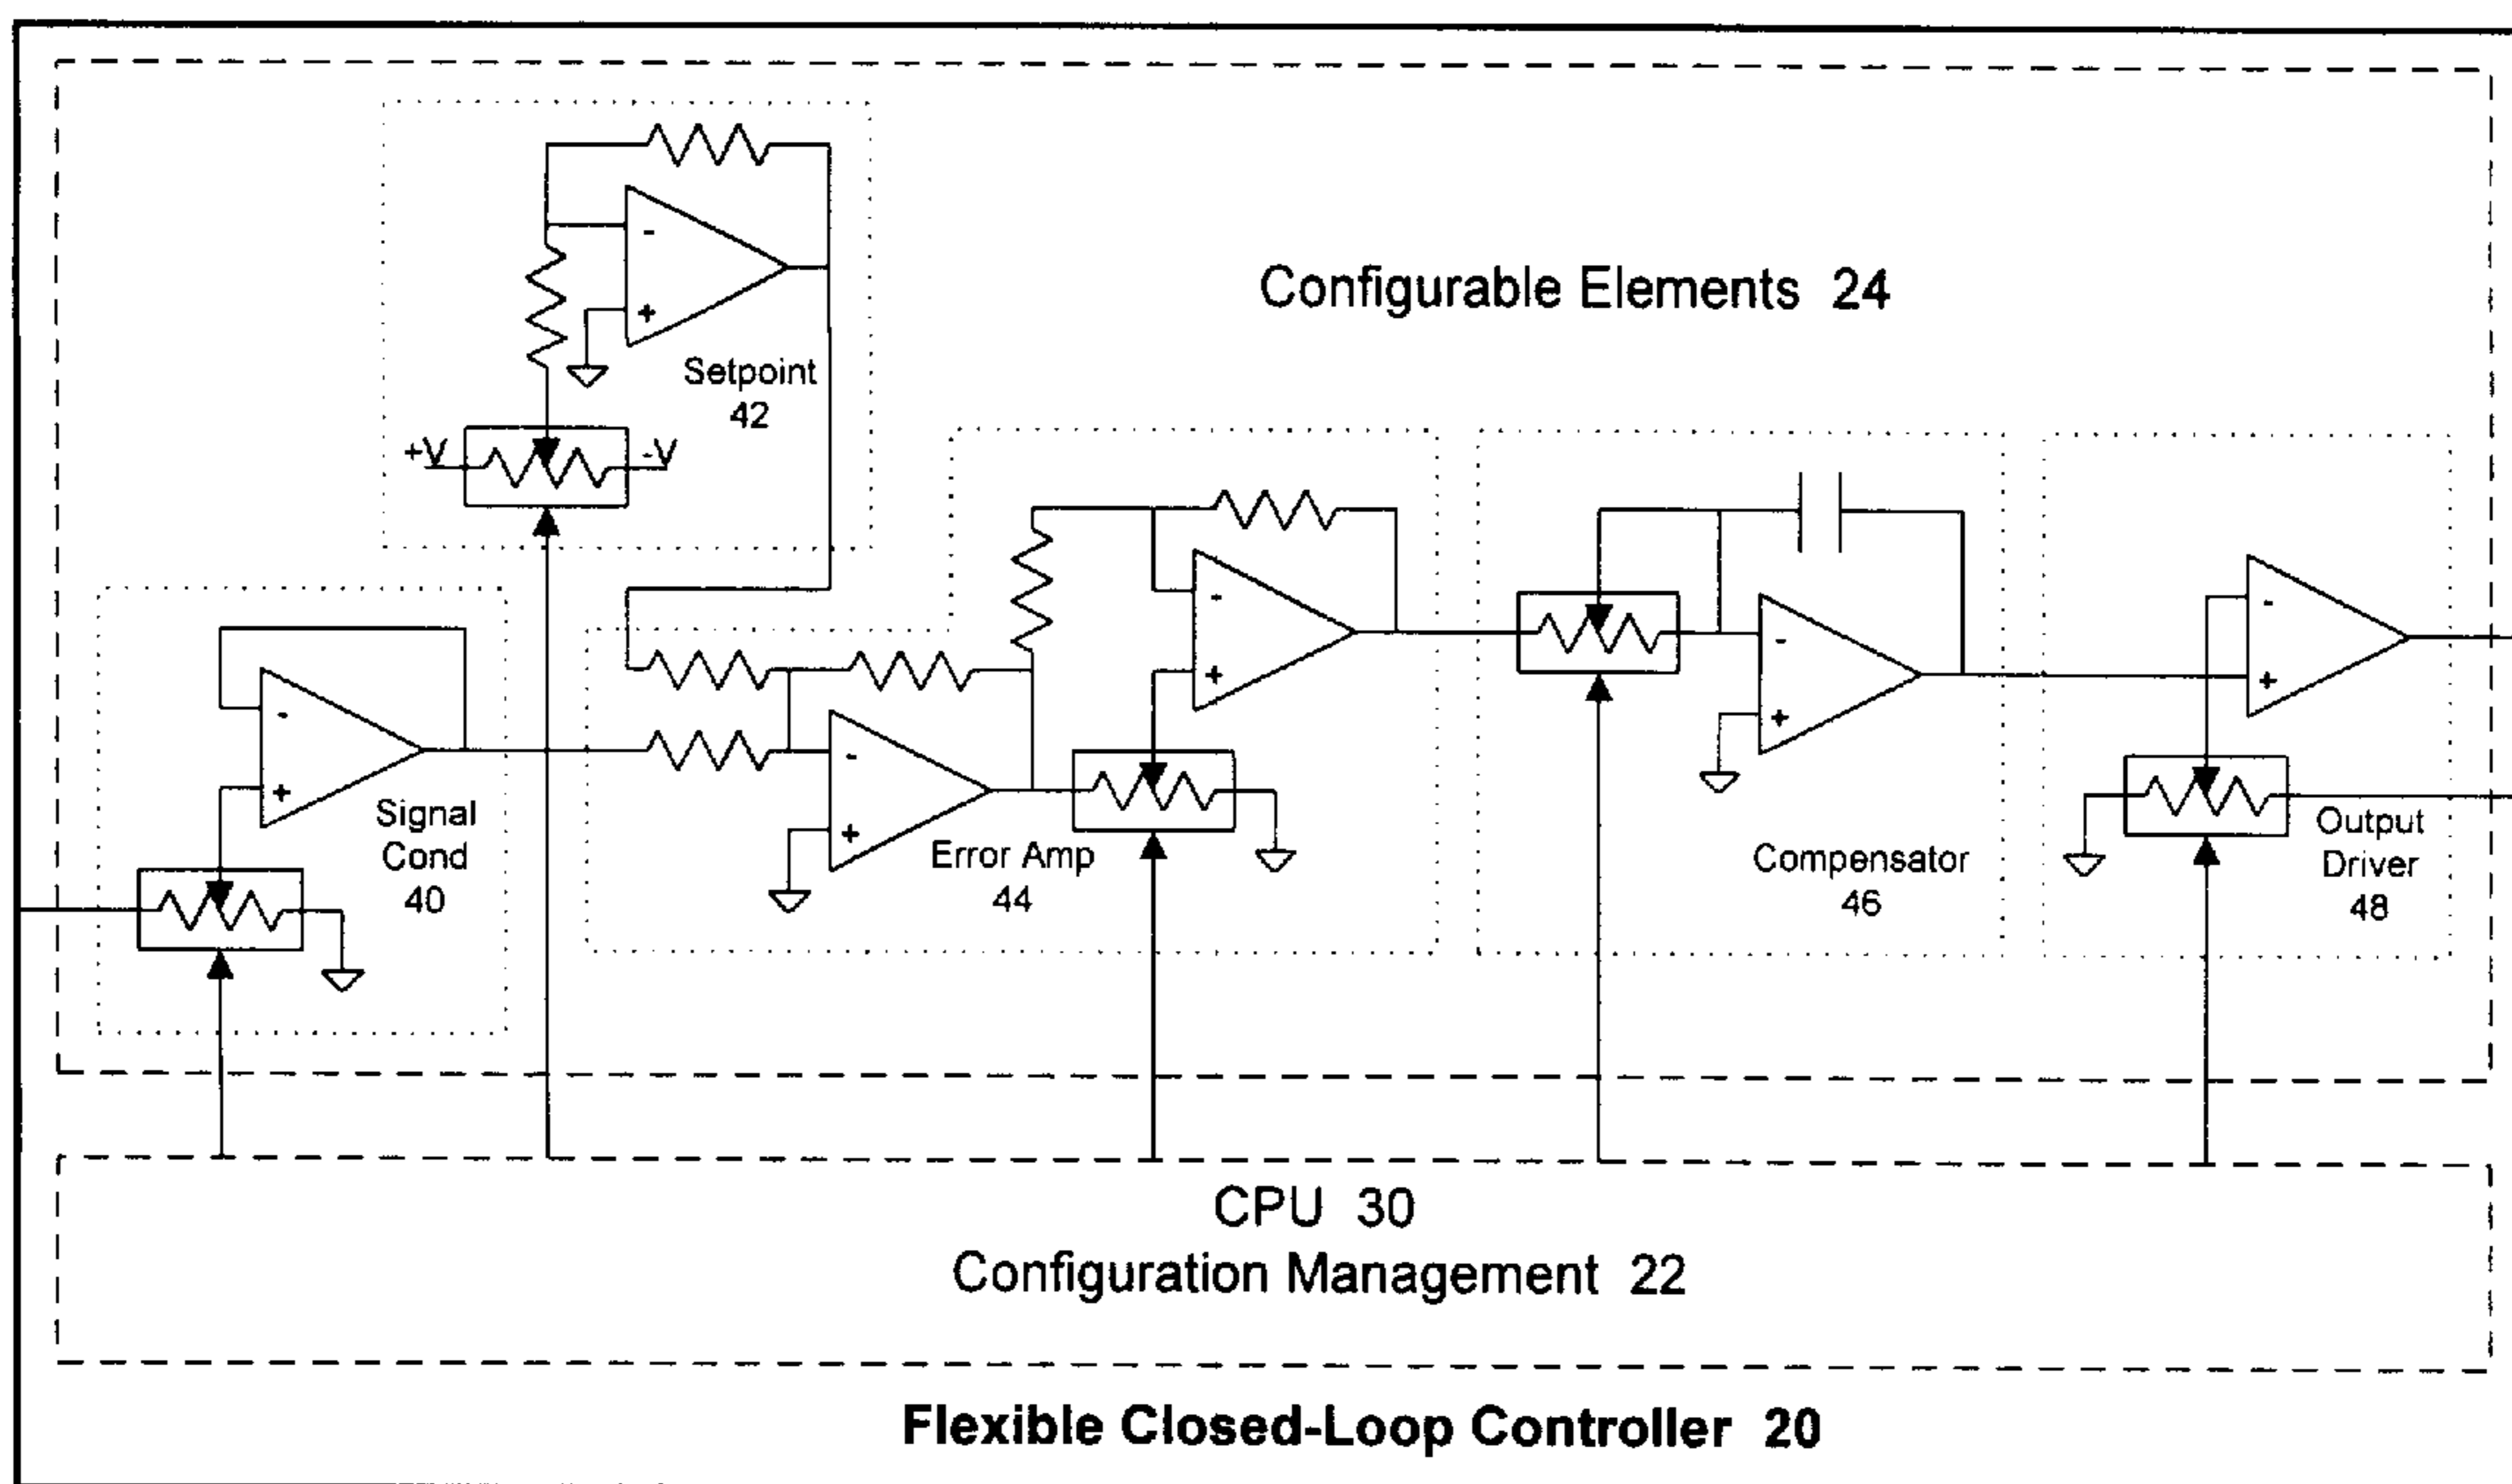 Configurable Elements 24
-
+
Setpoint
42
+V
-V
-
+
Signal
Cond
40
-
+
Error Amp
44
-
+
-
+
Compensator
46
-
+
Output
Driver
48
CPU 30
Configuration Management 22
Flexible Closed-Loop Controller 20